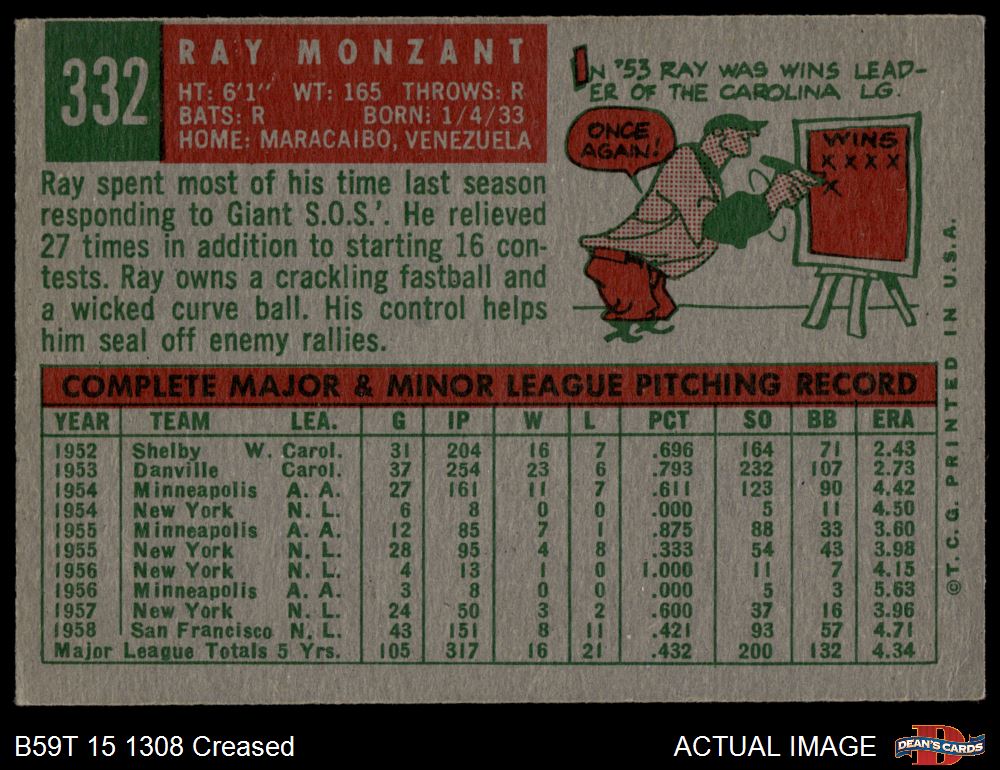 332
RAY MONZANT
HT: 6'1" WT: 165 THROWS: R
BATS: R BORN: 1/4/33
HOME: MARACAIBO, VENEZUELA
IN '53 RAY WAS WINS LEAD-
ER OF THE CAROLINA LG.
ONCE
AGAIN!
WINS
X X X X
X
Ray spent most of his time last season
responding to Giant S.O.S.'. He relieved
27 times in addition to starting 16 con-
tests. Ray owns a crackling fastball and
a wicked curve ball. His control helps
him seal off enemy rallies.
COMPLETE MAJOR & MINOR LEAGUE PITCHING RECORD
YEAR TEAM LEA. G IP W L PCT SO BB ERA
1952 Shelby W. Carol. 31 204 16 7 .696 164 71 2.43
1953 Danville Carol. 37 254 23 6 .793 232 107 2.73
1954 Minneapolis A. A. 27 161 11 7 .611 123 90 4.42
1954 New York N. L. 6 8 0 0 .000 5 11 4.50
1955 Minneapolis A. A. 12 85 7 1 .875 88 33 3.60
1955 New York N. L. 28 95 4 8 .333 54 43 3.98
1956 New York N. L. 4 13 1 0 1.000 11 7 4.15
1956 Minneapolis A. A. 3 8 0 0 .000 5 3 5.63
1957 New York N. L. 24 50 3 2 .600 37 16 3.96
1958 San Francisco N. L. 43 151 8 11 .421 93 57 4.71
Major League Totals 5 Yrs. 105 317 16 21 .432 200 132 4.34
©T.C.G. PRINTED IN U.S.A.
B59T 15 1308 Creased
ACTUAL IMAGE
DEAN'S CARDS